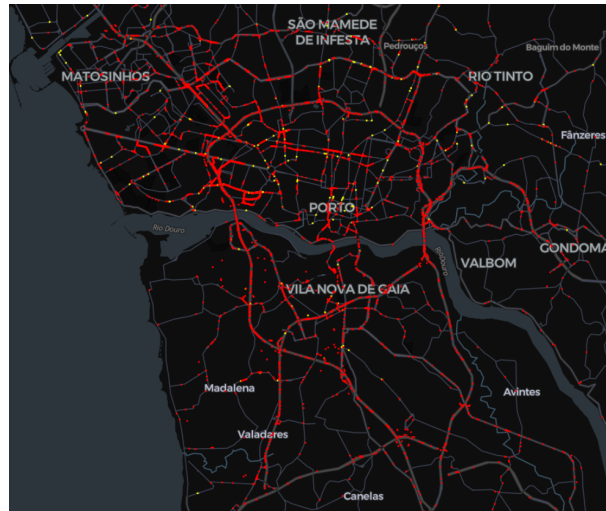 SÃO MAMEDE
DE INFESTA
Pedrouços
Baguim do Monte
MATOSINHOS
RIO TINTO
Fânzeres
PORTO
Rio Douro
GONDOMA
Rio Douro
VALBOM
VILA NOVA DE GAIA
Madalena
Avintes
Valadares
Canelas